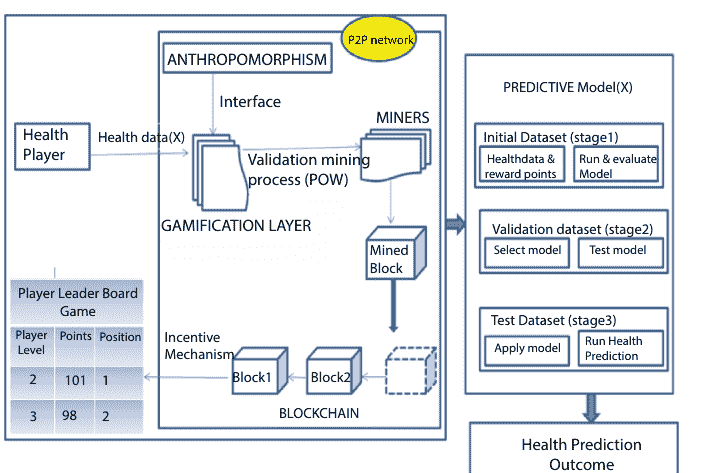 P2P network
ANTHROPOMORPHISM
Interface
Health
Player
Health data(X)
MINERS
Validation mining
process (POW)
GAMIFICATION LAYER
Mined
Block
Player Leader Board
Game
Player
Level
Points
Position
2
101
1
3
98
2
Incentive
Mechanism
Block1
Block2
BLOCKCHAIN
PREDICTIVE Model(X)
Initial Dataset (stage1)
Healthdata &
reward points
Run & evaluate
Model
Validation dataset (stage2)
Select model
Test model
Test Dataset (stage3)
Apply model
Run Health
Prediction
Health Prediction
Outcome